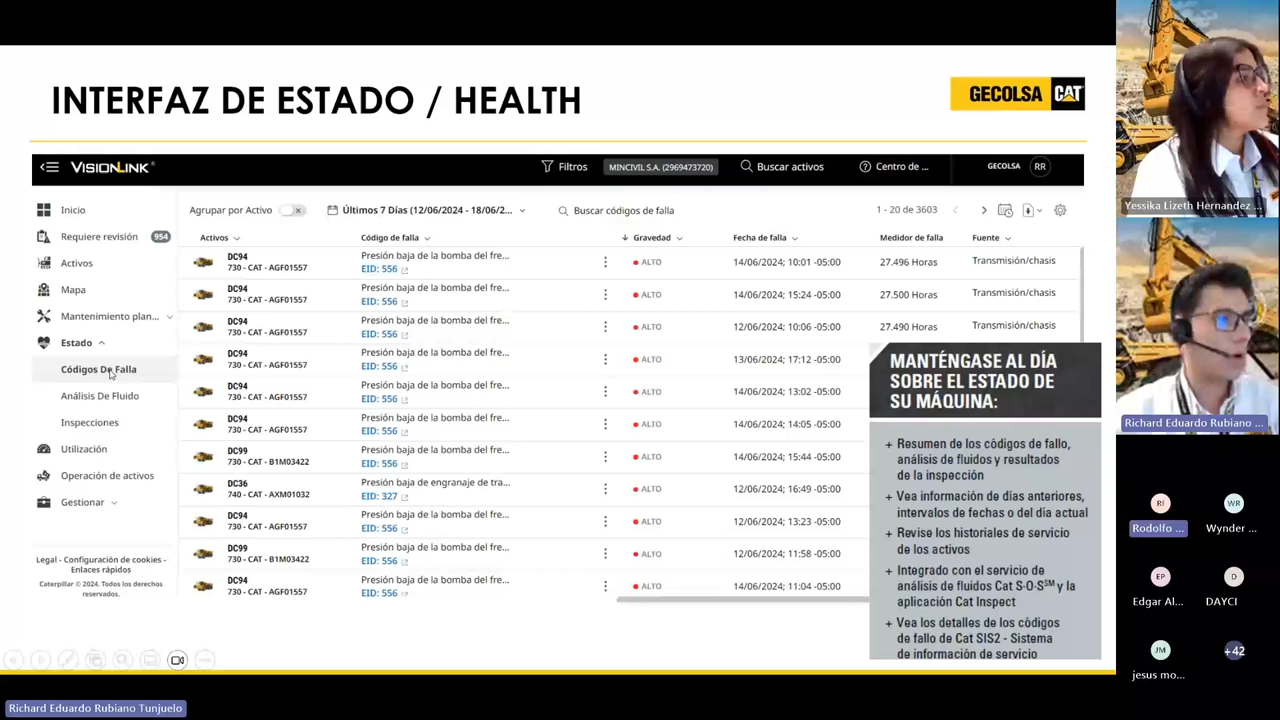 INTERFAZ DE ESTADO / HEALTH
GECOLSA CAT
VISIONLINK®
Filtros
MINCIVIL S.A. (2969473720)
Buscar activos
Centro de ...
GECOLSA
RR
Inicio
Requiere revisión 954
Activos
Mapa
Mantenimiento plan...
Estado
Códigos De Falla
Análisis De Fluido
Inspecciones
Utilización
Operación de activos
Gestionar
Legal - Configuración de cookies -
Enlaces rápidos
Caterpillar © 2024. Todos los derechos
reservados.
Agrupar por Activo
Últimos 7 Días (12/06/2024 - 18/06/2...
Buscar códigos de falla
1 - 20 de 3603
Activos Código de falla Gravedad Fecha de falla Medidor de falla Fuente
DC94 Presión baja de la bomba del fre...
730 - CAT - AGF01557 EID: 556 ALTO 14/06/2024; 10:01 -05:00 27.496 Horas Transmisión/chasis
DC94 Presión baja de la bomba del fre...
730 - CAT - AGF01557 EID: 556 ALTO 14/06/2024; 15:24 -05:00 27.500 Horas Transmisión/chasis
DC94 Presión baja de la bomba del fre...
730 - CAT - AGF01557 EID: 556 ALTO 12/06/2024; 10:06 -05:00 27.490 Horas Transmisión/chasis
DC94 Presión baja de la bomba del fre...
730 - CAT - AGF01557 EID: 556 ALTO 13/06/2024; 17:12 -05:00
DC94 Presión baja de la bomba del fre...
730 - CAT - AGF01557 EID: 556 ALTO 14/06/2024; 13:02 -05:00
DC94 Presión baja de la bomba del fre...
730 - CAT - AGF01557 EID: 556 ALTO 14/06/2024; 14:05 -05:00
DC99 Presión baja de la bomba del fre...
730 - CAT - B1M03422 EID: 556 ALTO 14/06/2024; 15:44 -05:00
DC36 Presión baja de engranaje de tra...
740 - CAT - AXM01032 EID: 327 ALTO 12/06/2024; 16:49 -05:00
DC94 Presión baja de la bomba del fre...
730 - CAT - AGF01557 EID: 556 ALTO 12/06/2024; 13:23 -05:00
DC99 Presión baja de la bomba del fre...
730 - CAT - B1M03422 EID: 556 ALTO 12/06/2024; 11:58 -05:00
DC94 Presión baja de la bomba del fre...
730 - CAT - AGF01557 EID: 556 ALTO 14/06/2024; 11:04 -05:00
MANTÉNGASE AL DÍA
SOBRE EL ESTADO DE
SU MÁQUINA:
+ Resumen de los códigos de fallo,
análisis de fluidos y resultados
de la inspección
+ Vea información de días anteriores,
intervalos de fechas o del día actual
+ Revise los historiales de servicio
de los activos
+ Integrado con el servicio de
análisis de fluidos Cat S·O·S℠ y la
aplicación Cat Inspect
+ Vea los detalles de los códigos
de fallo de Cat SIS2 - Sistema
de información de servicio
Yessika Lizeth Hernandez ...
Richard Eduardo Rubiano ...
RI
Rodolfo ...
WR
Wynder ...
EP
Edgar Al...
D
DAYCI
JM
jesus mo...
+42
Richard Eduardo Rubiano Tunjuelo